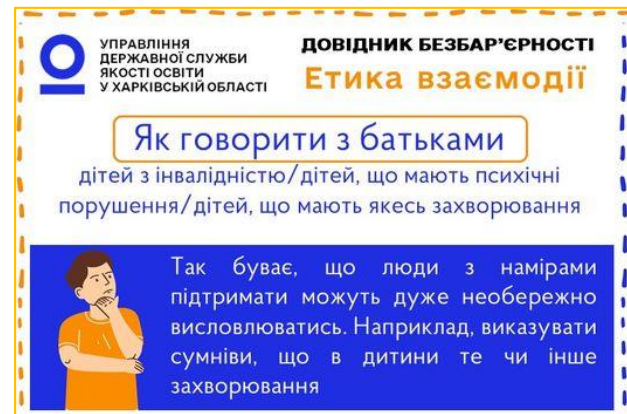 УПРАВЛІННЯ
ДЕРЖАВНОЇ СЛУЖБИ
ЯКОСТІ ОСВІТИ
У ХАРКІВСЬКІЙ ОБЛАСТІ
ДОВІДНИК БЕЗБАР'ЄРНОСТІ
Етика взаємодії
Як говорити з батьками
дітей з інвалідністю/дітей, що мають психічні
порушення/дітей, що мають якесь захворювання
Так буває, що люди з намірами
підтримати можуть дуже необережно
висловлюватись. Наприклад, виказувати
сумніви, що в дитини те чи інше
захворювання